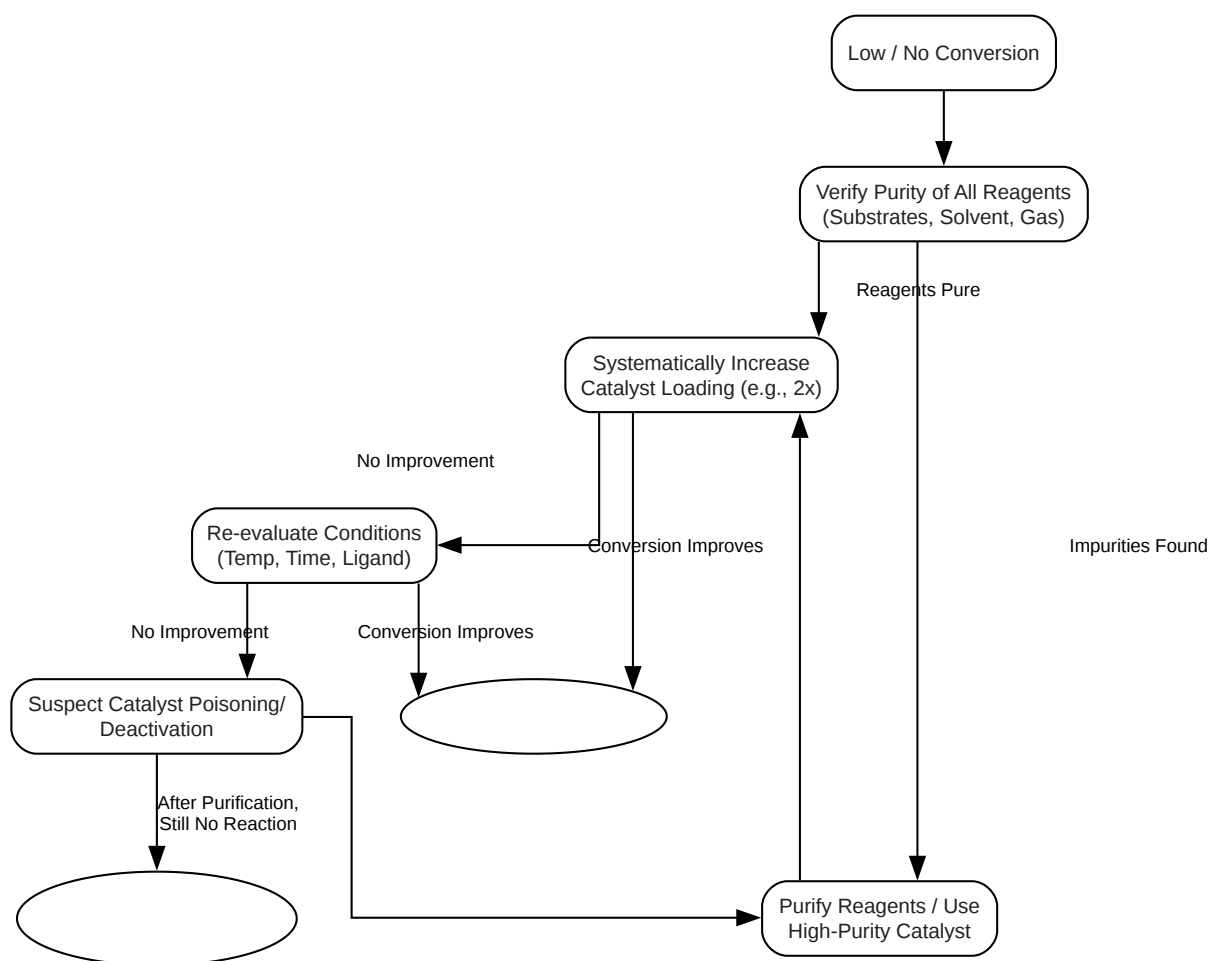 Low / No Conversion
Verify Purity of All Reagents
(Substrates, Solvent, Gas)
Reagents Pure
Systematically Increase
Catalyst Loading (e.g., 2x)
No Improvement
Re-evaluate Conditions
(Temp, Time, Ligand)
Conversion Improves
Impurities Found
No Improvement
Conversion Improves
Suspect Catalyst Poisoning/
Deactivation
After Purification,
Still No Reaction
Purify Reagents / Use
High-Purity Catalyst